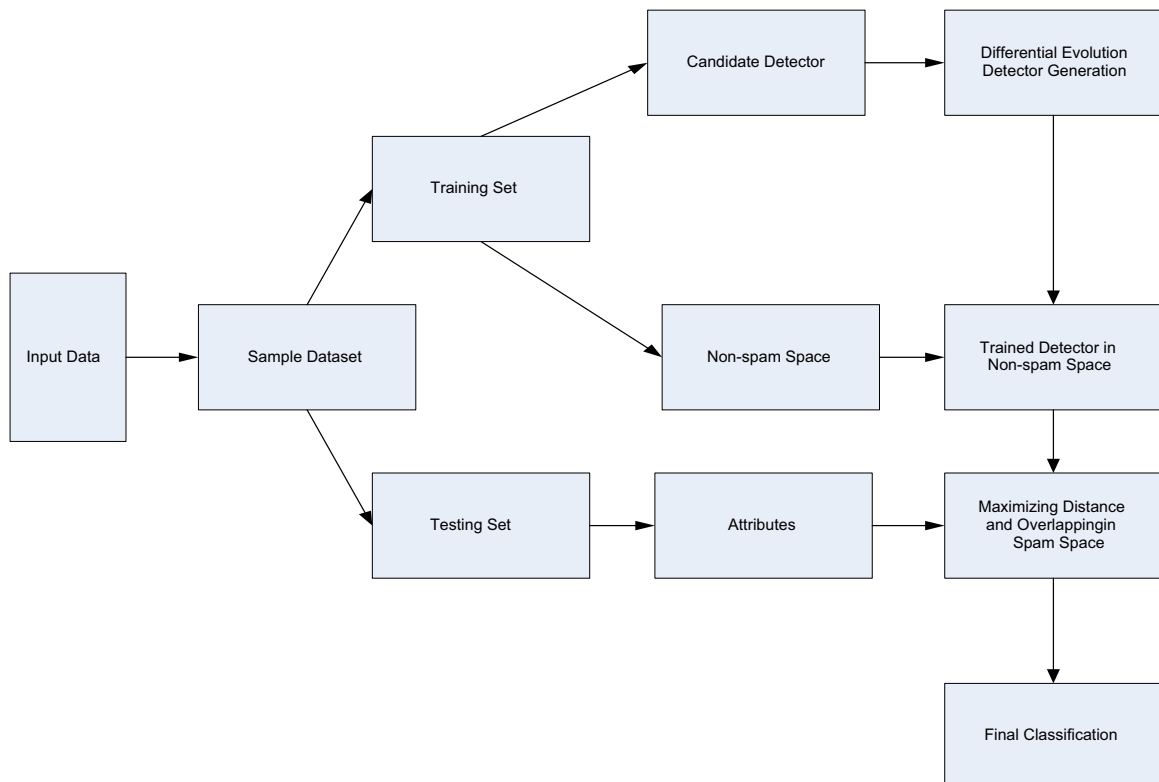 Candidate Detector
Differential Evolution
Detector Generation
Training Set
Input Data
Sample Dataset
Non-spam Space
Trained Detector in
Non-spam Space
Testing Set
Attributes
Maximizing Distance
and Overlappingin
Spam Space
Final Classification